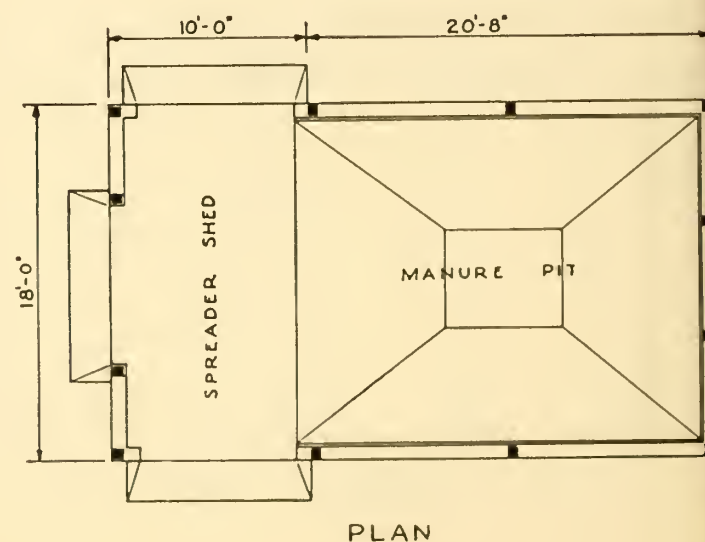 10'-0"
20'-8"
18'-0"
SPREADER SHED
MANURE PIT
PLAN